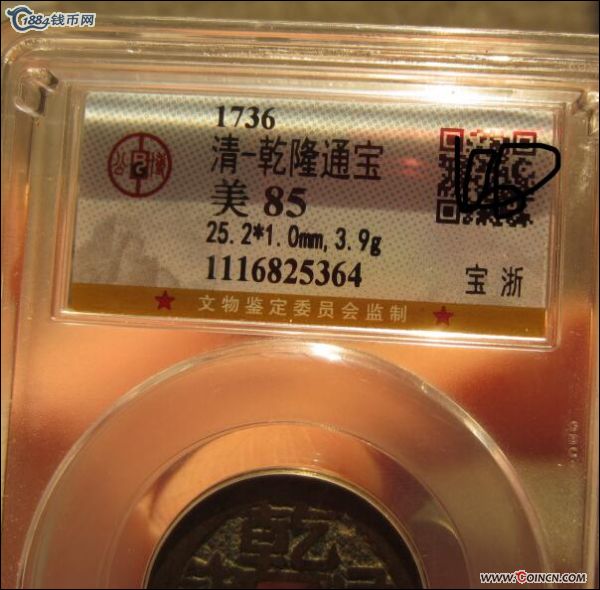 1884钱币网
1736
清-乾隆通宝
美 85
25.2*1.0mm,3.9g
1116825364
宝 浙
文物鉴定委员会监制
乾
WWW.COINCN.COM